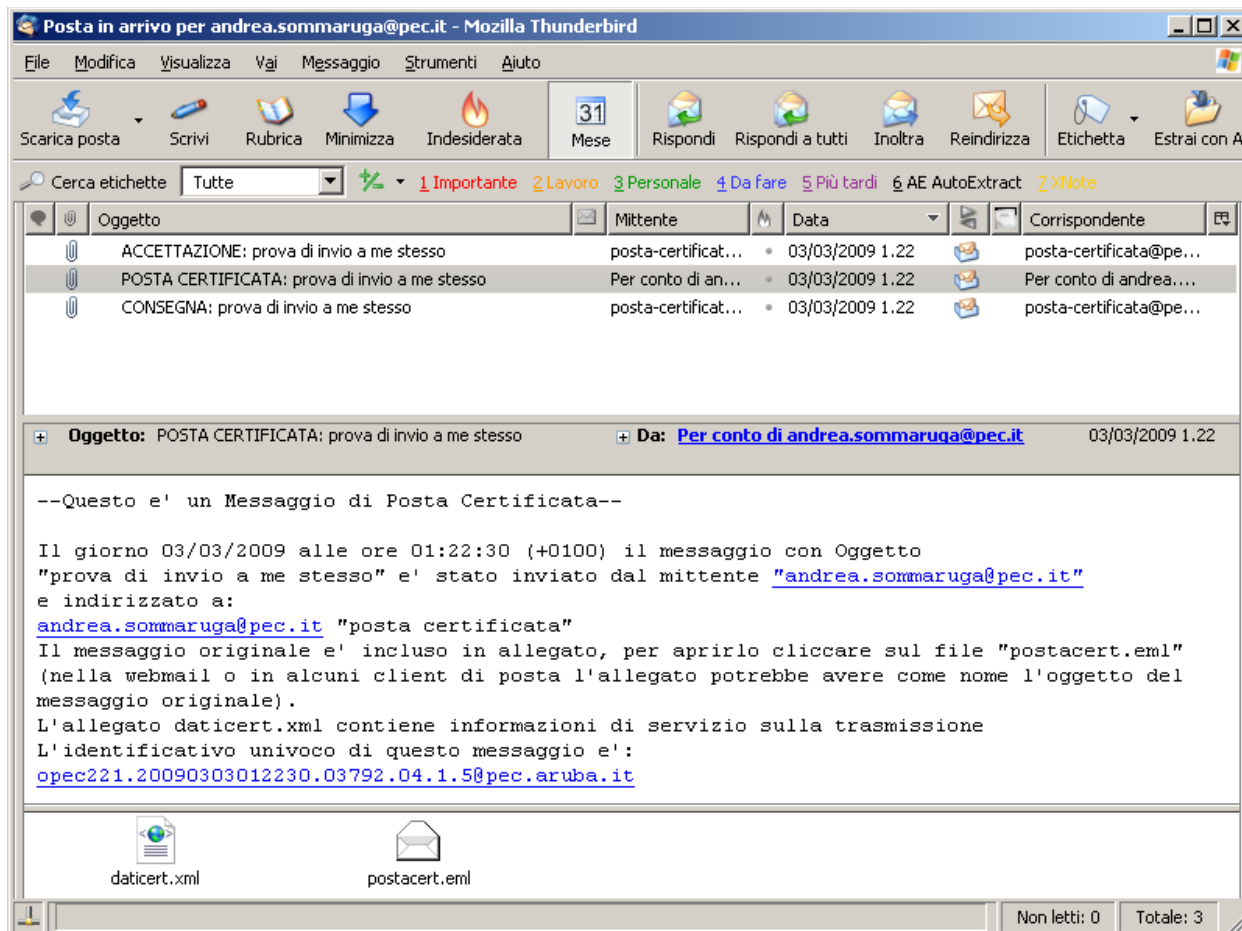 Posta in arrivo per andrea.sommaruga@pec.it - Mozilla Thunderbird
File Modifica Visualizza Vai Messaggio Strumenti Aiuto
31
Scarica posta Scrivi Rubrica Minimizza Indesiderata Mese Rispondi Rispondi a tutti Inoltra Reindirizza Etichetta Estrai con A
Cerca etichette Tutte 1 Importante 2 Lavoro 3 Personale 4 Da fare 5 Più tardi 6 AE AutoExtract 7 XNote
Oggetto Mittente Data Corrispondente
ACCETTAZIONE: prova di invio a me stesso posta-certificat... 03/03/2009 1.22 posta-certificata@pe...
POSTA CERTIFICATA: prova di invio a me stesso Per conto di an... 03/03/2009 1.22 Per conto di andrea....
CONSEGNA: prova di invio a me stesso posta-certificat... 03/03/2009 1.22 posta-certificata@pe...
Oggetto: POSTA CERTIFICATA: prova di invio a me stesso Da: Per conto di andrea.sommaruga@pec.it 03/03/2009 1.22
--Questo e' un Messaggio di Posta Certificata--
Il giorno 03/03/2009 alle ore 01:22:30 (+0100) il messaggio con Oggetto
"prova di invio a me stesso" e' stato inviato dal mittente "andrea.sommaruga@pec.it"
e indirizzato a:
andrea.sommaruga@pec.it "posta certificata"
Il messaggio originale e' incluso in allegato, per aprirlo cliccare sul file "postacert.eml"
(nella webmail o in alcuni client di posta l'allegato potrebbe avere come nome l'oggetto del
messaggio originale).
L'allegato daticert.xml contiene informazioni di servizio sulla trasmissione
L'identificativo univoco di questo messaggio e':
opec221.20090303012230.03792.04.1.5@pec.aruba.it
daticert.xml postacert.eml
Non letti: 0 Totale: 3